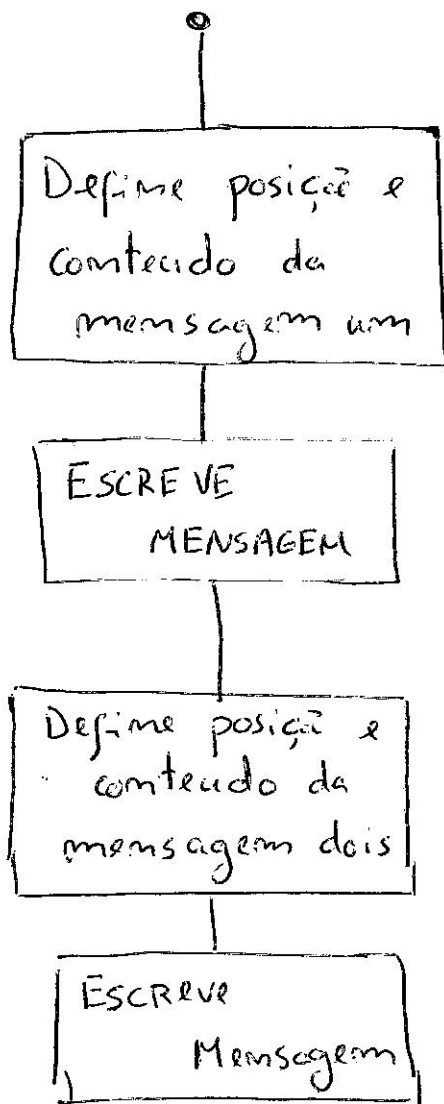 Define posição e
conteudo da
mensagem um
ESCREVE
MENSAGEM
Define posição e
conteudo da
mensagem dois
Escreve
Mensagem